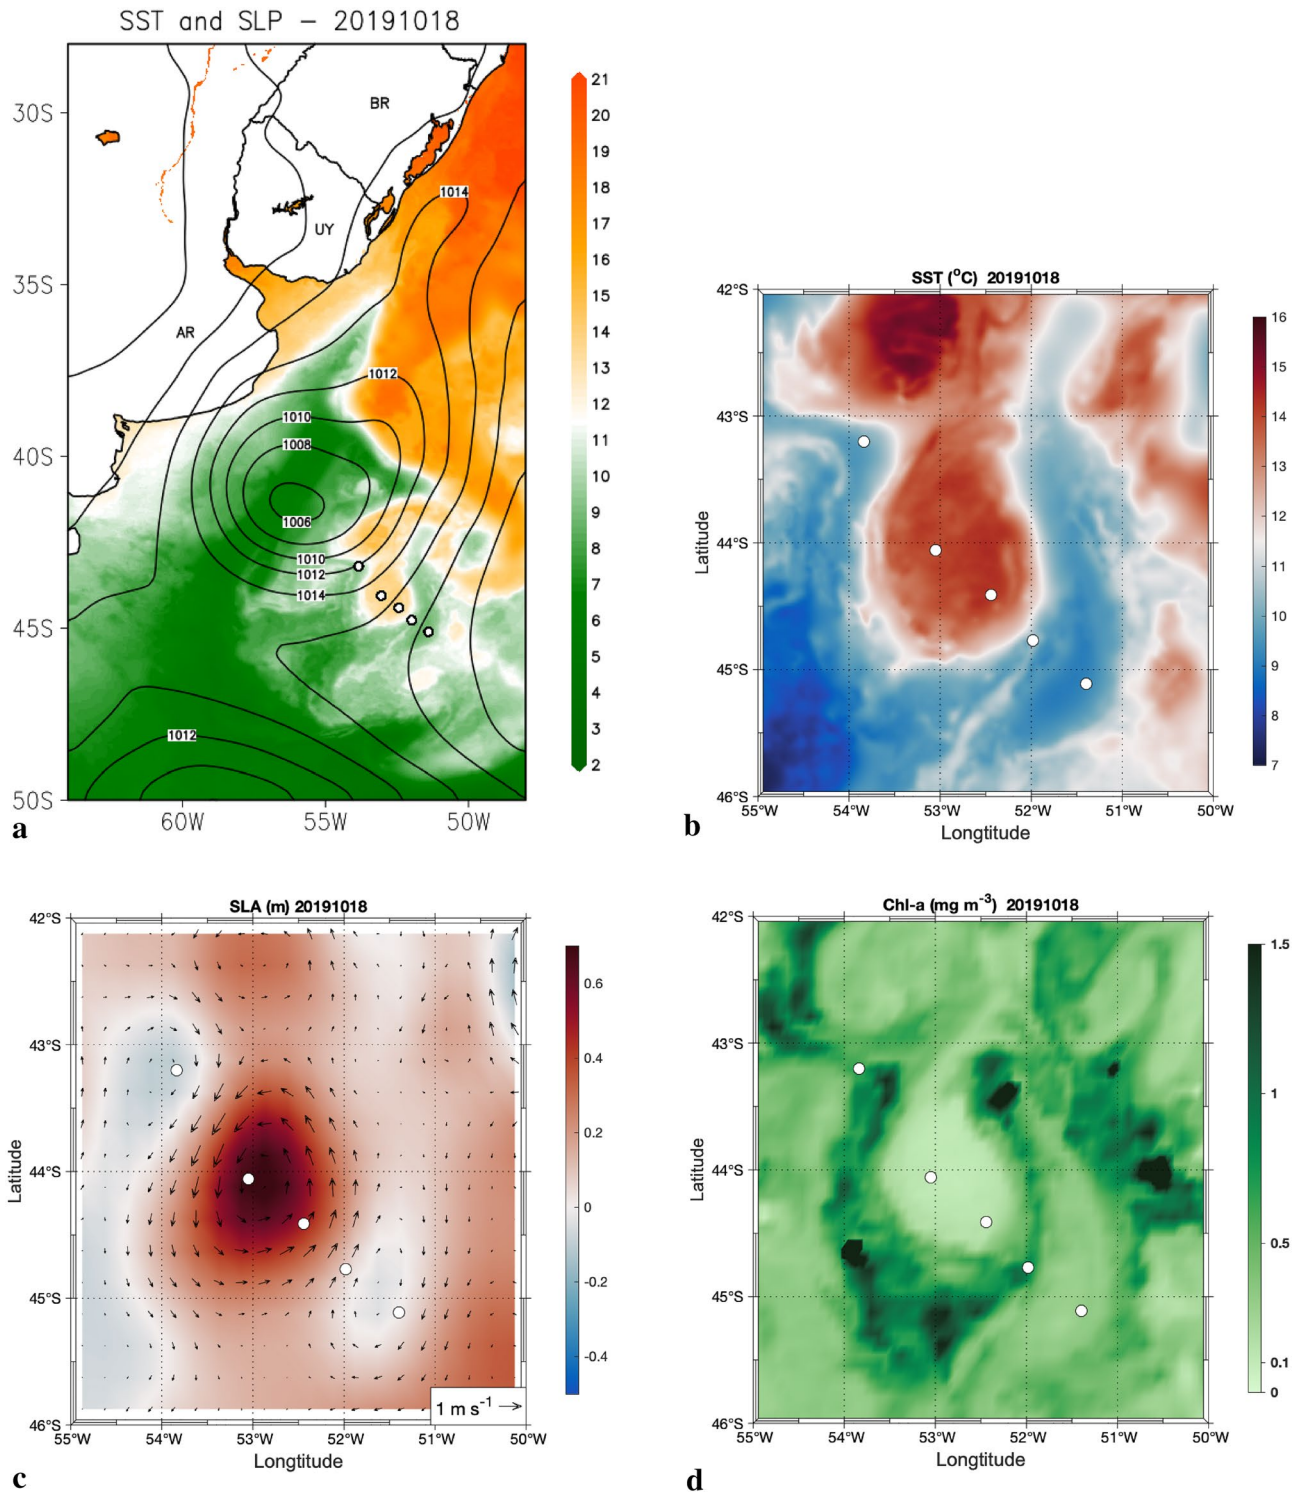 SST and SLP – 20191018
30S
35S
40S
45S
50S
60W
55W
50W
BR
UY
AR
1014
1012
1010
1008
1006
1010
1012
1014
1012
21
20
19
18
17
16
15
14
13
12
11
10
9
8
7
6
5
4
3
2
a
SST (°C) 20191018
42°S
43°S
44°S
45°S
46°S
Latitude
55°W
54°W
53°W
52°W
51°W
50°W
Longtitude
16
15
14
13
12
11
10
9
8
7
b
SLA (m) 20191018
42°S
43°S
44°S
45°S
46°S
Latitude
1 m s⁻¹
55°W
54°W
53°W
52°W
51°W
50°W
Longtitude
0.6
0.4
0.2
0
-0.2
-0.4
c
Chl-a (mg m⁻³) 20191018
42°S
43°S
44°S
45°S
46°S
Latitude
55°W
54°W
53°W
52°W
51°W
50°W
Longtitude
1.5
1
0.5
0.1
0
d